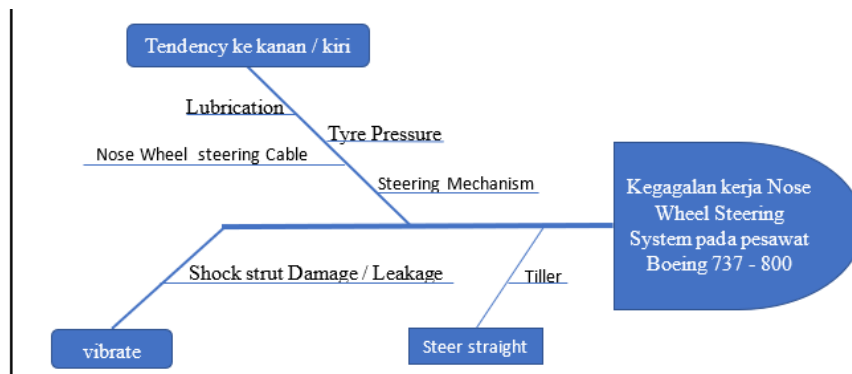 Tendency ke kanan / kiri
Lubrication
Tyre Pressure
Nose Wheel steering Cable
Steering Mechanism
Kegagalan kerja Nose
Wheel Steering
System pada pesawat
Boeing 737 - 800
Shock strut Damage / Leakage
Tiller
vibrate
Steer straight